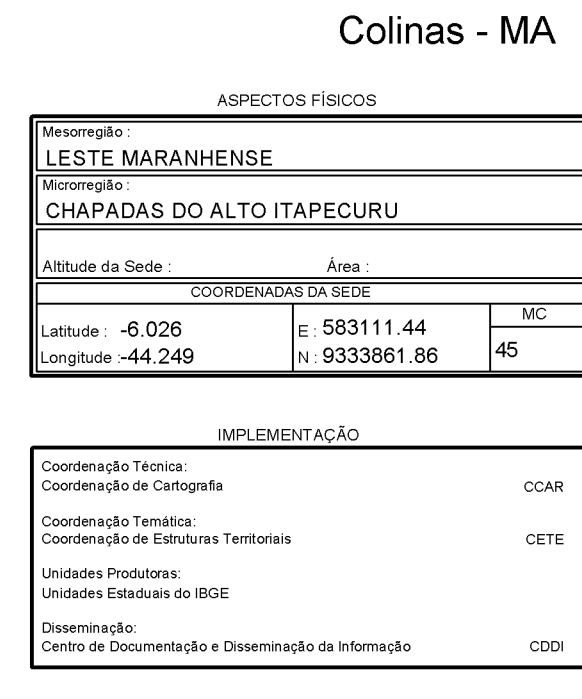 Colinas - MA
ASPECTOS FÍSICOS
Mesorregião :
LESTE MARANHENSE
Microrregião :
CHAPADAS DO ALTO ITAPECURU
Altitude da Sede : Área :
COORDENADAS DA SEDE
Latitude : -6.026 E : 583111.44 MC
Longitude :-44.249 N : 9333861.86 45
IMPLEMENTAÇÃO
Coordenação Técnica:
Coordenação de Cartografia CCAR
Coordenação Temática:
Coordenação de Estruturas Territoriais CETE
Unidades Produtoras:
Unidades Estaduais do IBGE
Disseminação:
Centro de Documentação e Disseminação da Informação CDDI